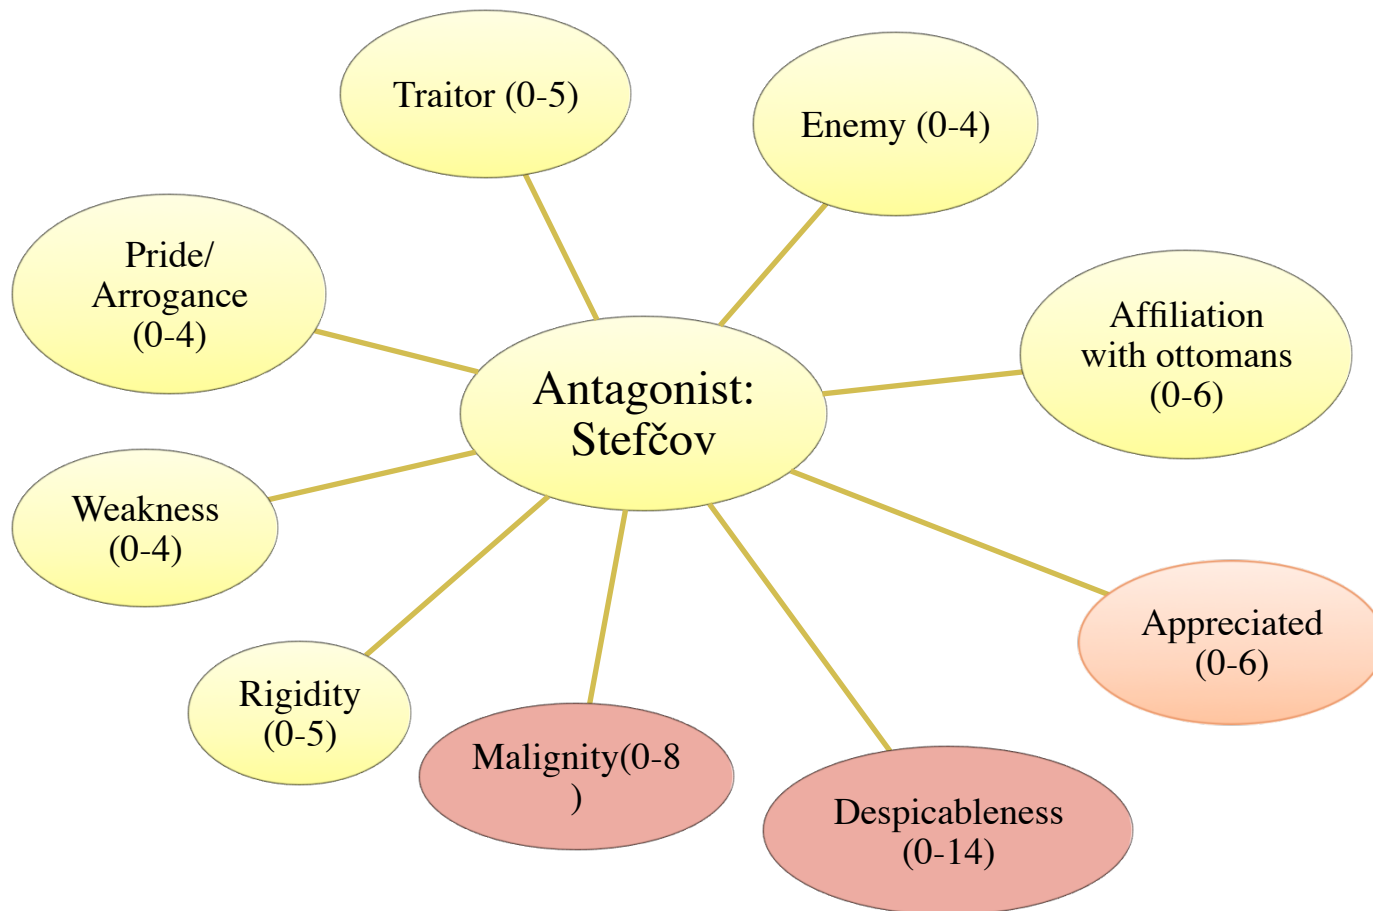 Traitor (0-5)
Enemy (0-4)
Pride/
Arrogance
(0-4)
Affiliation
with ottomans
(0-6)
Antagonist:
Stefčov
Weakness
(0-4)
Appreciated
(0-6)
Rigidity
(0-5)
Malignity(0-8
)
Despicableness
(0-14)